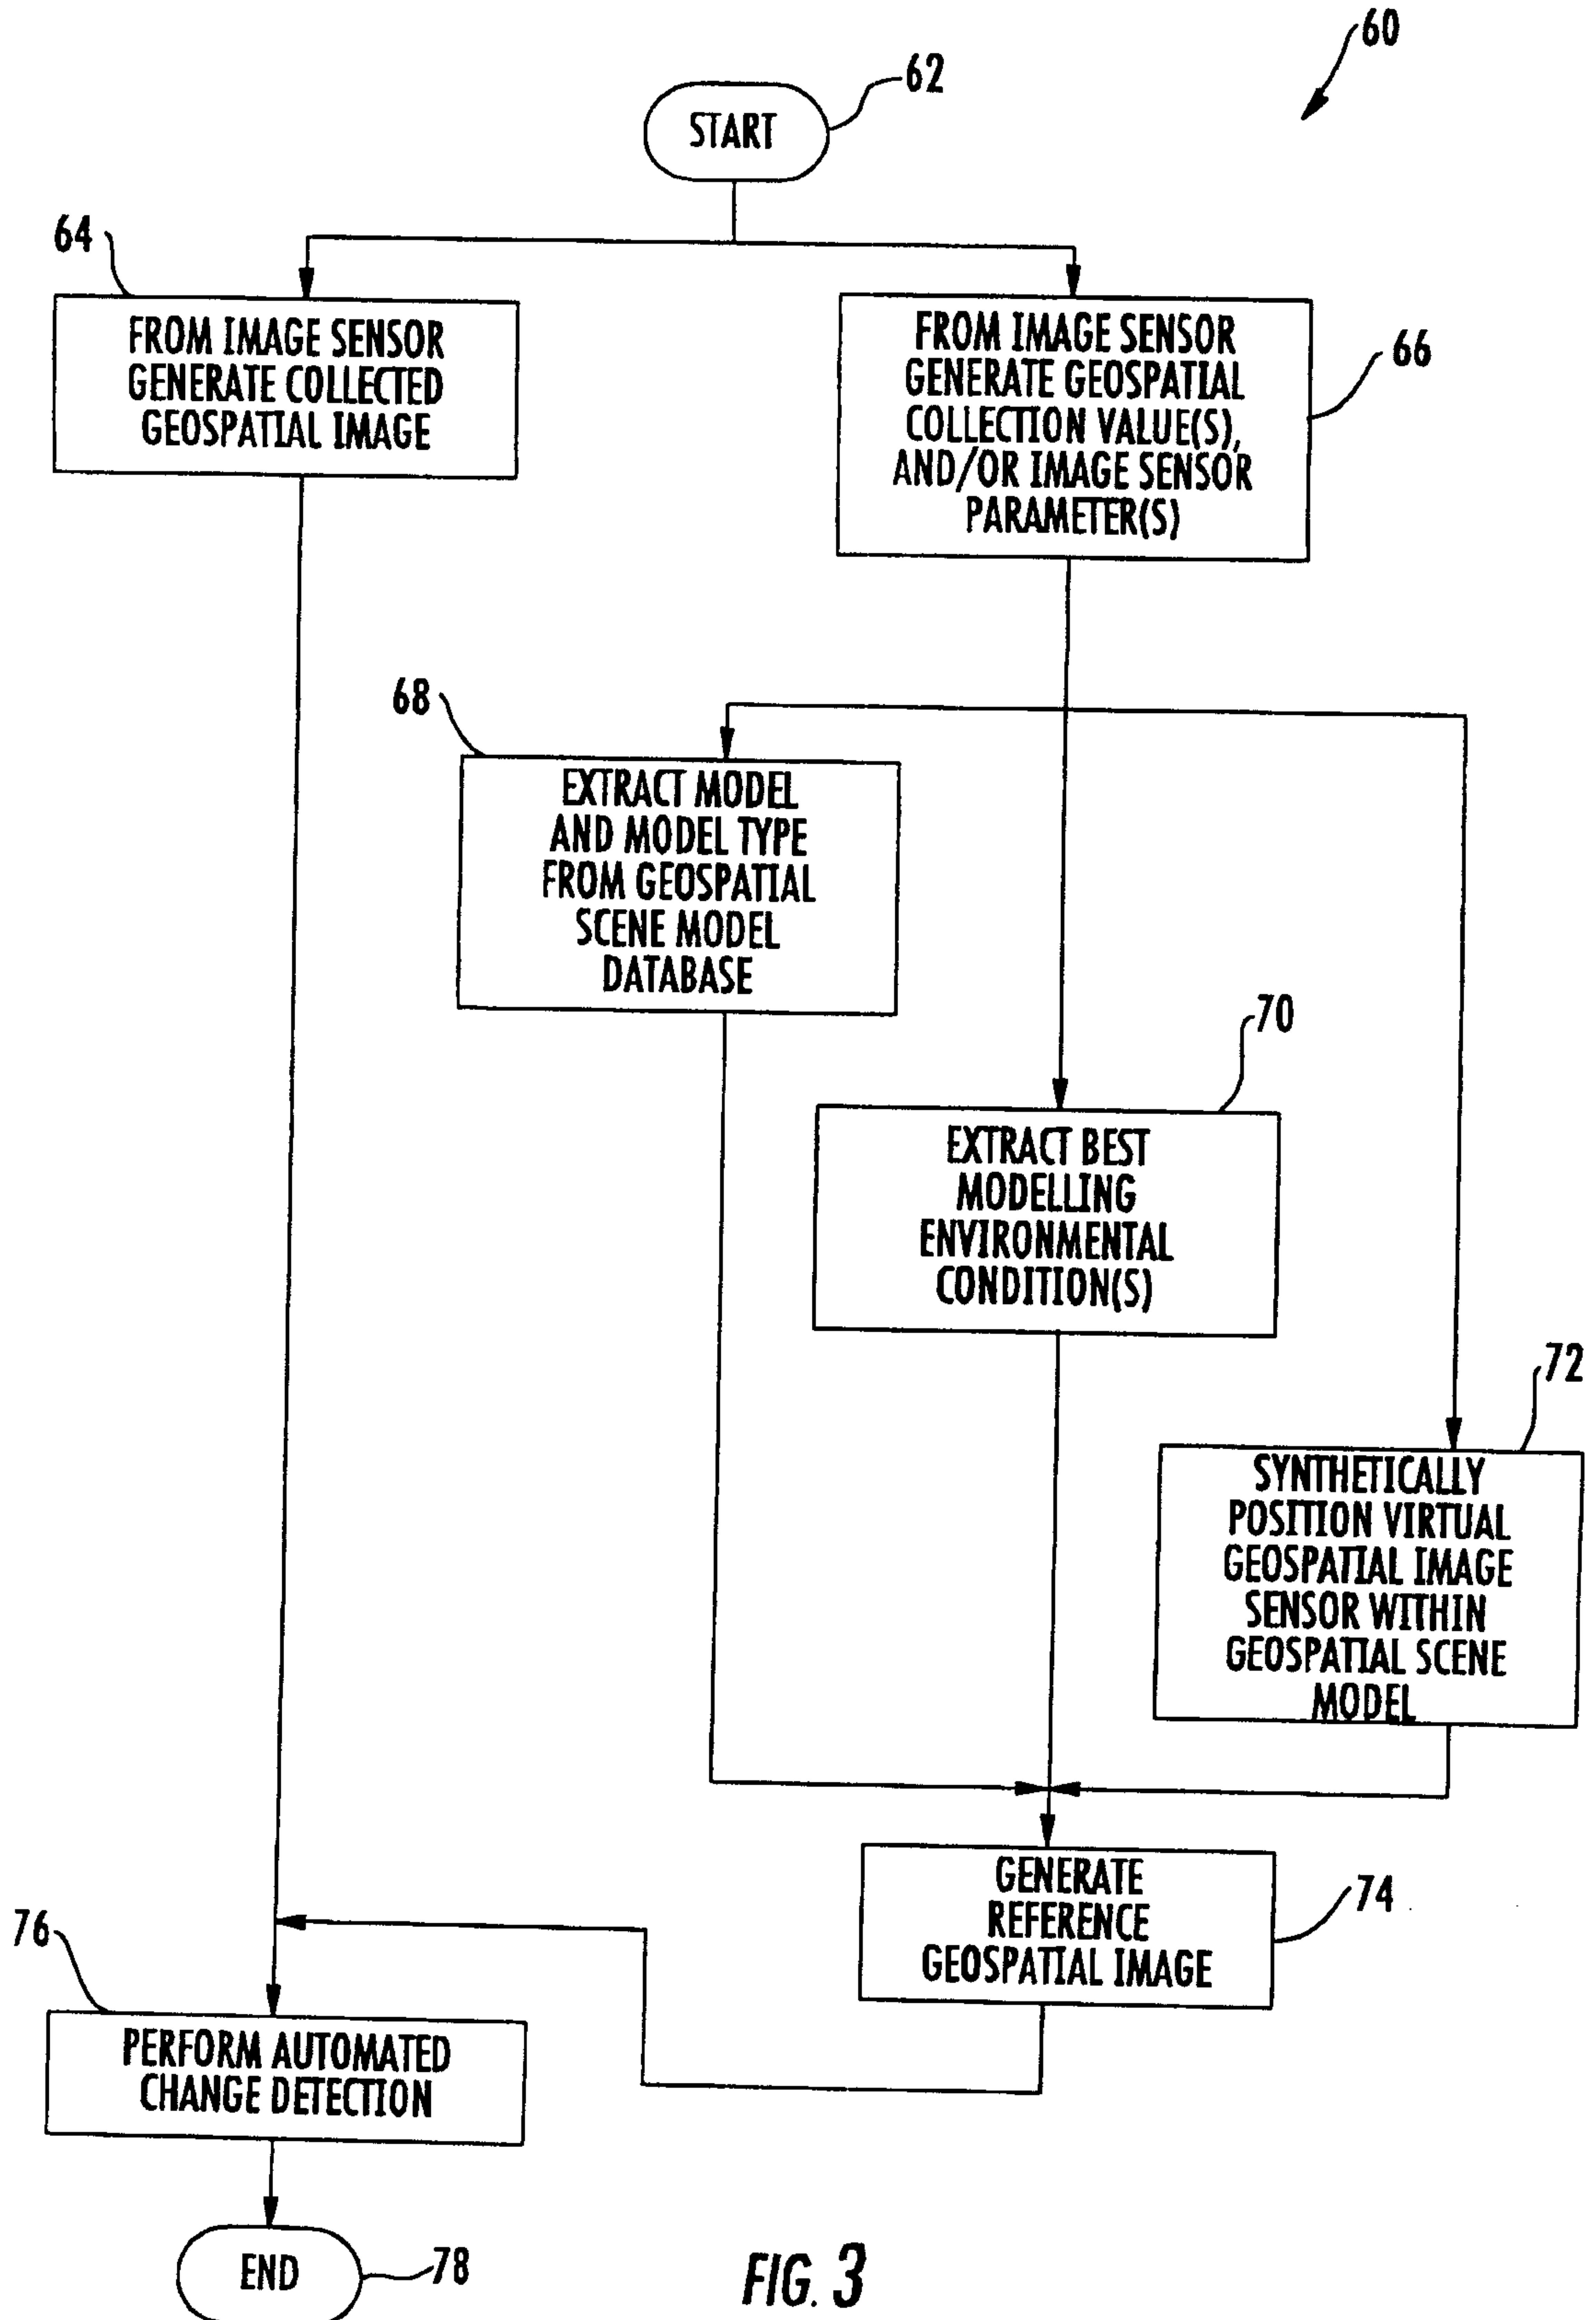 60
62
START
64
FROM IMAGE SENSOR
GENERATE COLLECTED
GEOSPATIAL IMAGE
FROM IMAGE SENSOR
GENERATE GEOSPATIAL
COLLECTION VALUE(S),
AND/OR IMAGE SENSOR
PARAMETER(S)
66
68
EXTRACT MODEL
AND MODEL TYPE
FROM GEOSPATIAL
SCENE MODEL
DATABASE
70
EXTRACT BEST
MODELLING
ENVIRONMENTAL
CONDITION(S)
72
SYNTHETICALLY
POSITION VIRTUAL
GEOSPATIAL IMAGE
SENSOR WITHIN
GEOSPATIAL SCENE
MODEL
GENERATE
REFERENCE
GEOSPATIAL IMAGE
74
76
PERFORM AUTOMATED
CHANGE DETECTION
END
78
FIG. 3